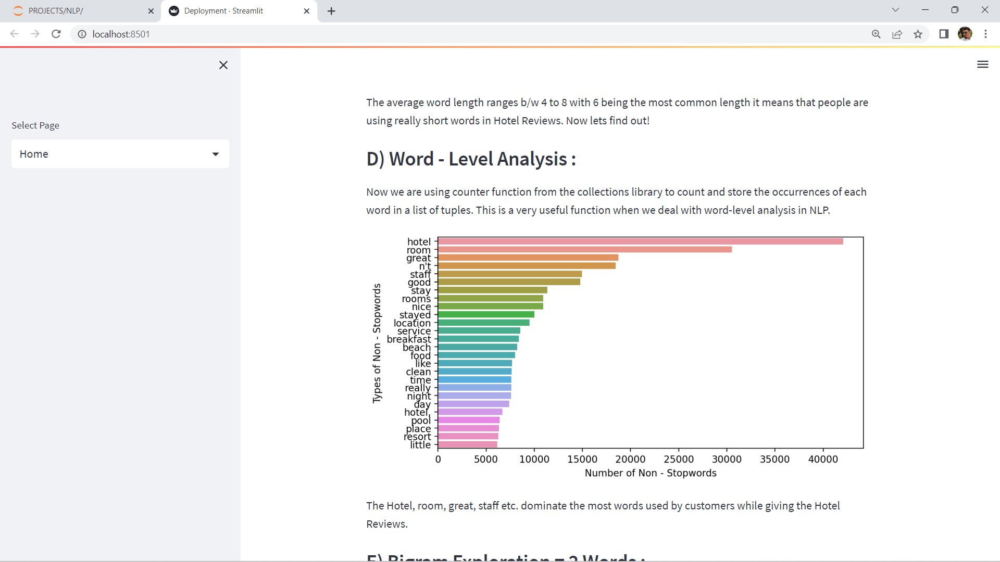 PROJECTS/NLP/
Deployment · Streamlit
localhost:8501
Select Page
Home
The average word length ranges b/w 4 to 8 with 6 being the most common length it means that people are
using really short words in Hotel Reviews. Now lets find out!
D) Word - Level Analysis :
Now we are using counter function from the collections library to count and store the occurrences of each
word in a list of tuples. This is a very useful function when we deal with word-level analysis in NLP.
Types of Non - Stopwords
hotel
room
great
n't
staff
good
stay
rooms
nice
stayed
location
service
breakfast
beach
food
like
clean
time
really
night
day
hotel,
pool
place
resort
little
0 5000 10000 15000 20000 25000 30000 35000 40000
Number of Non - Stopwords
The Hotel, room, great, staff etc. dominate the most words used by customers while giving the Hotel
Reviews.
E) Bigram Exploration = 2 Words :